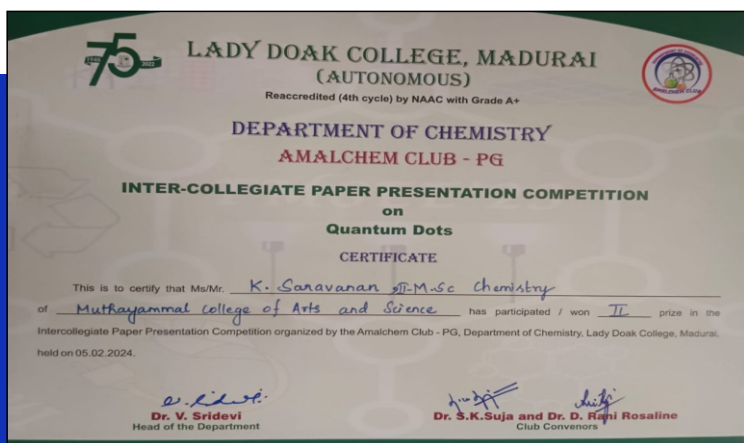 75
2022
LADY DOAK COLLEGE, MADURAI
(AUTONOMOUS)
Reaccredited (4th cycle) by NAAC with Grade A+
AMALCHEM CLUB
DEPARTMENT OF CHEMISTRY
AMALCHEM CLUB - PG
INTER-COLLEGIATE PAPER PRESENTATION COMPETITION
on
Quantum Dots
CERTIFICATE
This is to certify that Ms/Mr. K. Saravanan II-M.Sc Chemistry
of Muthayammal College of Arts and Science has participated / won II prize in the
Intercollegiate Paper Presentation Competition organized by the Amalchem Club - PG, Department of Chemistry, Lady Doak College, Madurai,
held on 05.02.2024.
Dr. V. Sridevi
Head of the Department
Dr. S.K.Suja and Dr. D. Rani Rosaline
Club Convenors